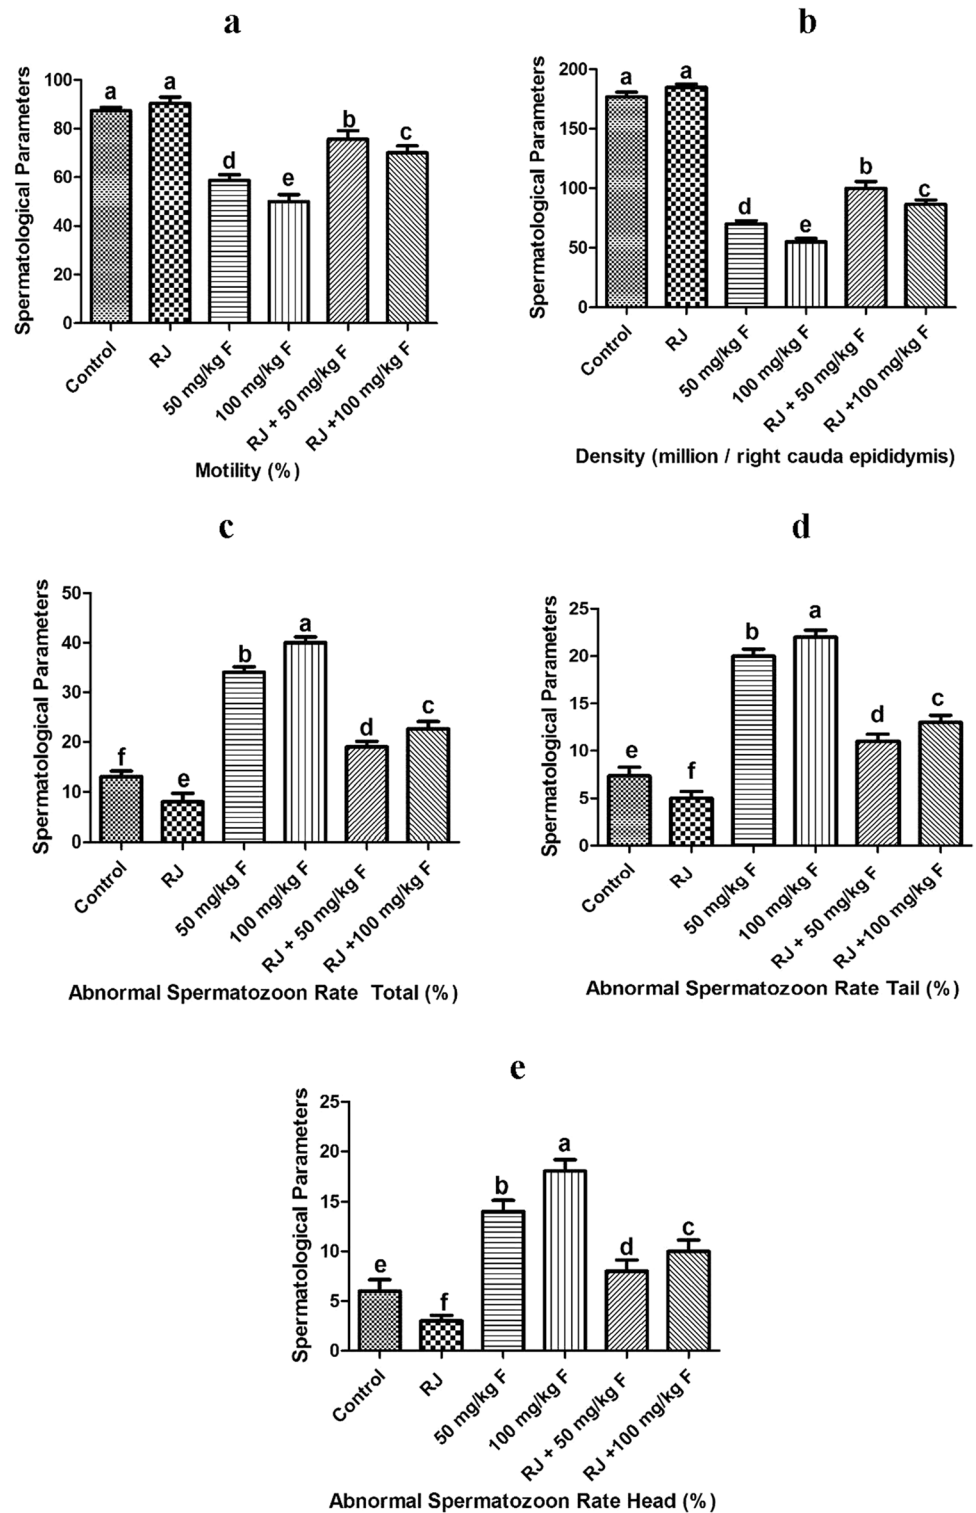 a
Spermatological Parameters
100
80
60
40
20
0
a
a
d
e
b
c
Control
RJ
50 mg/kg F
100 mg/kg F
RJ + 50 mg/kg F
RJ +100 mg/kg F
Motility (%)
b
Spermatological Parameters
200
150
100
50
0
a
a
d
e
b
c
Control
RJ
50 mg/kg F
100 mg/kg F
RJ + 50 mg/kg F
RJ +100 mg/kg F
Density (million / right cauda epididymis)
c
Spermatological Parameters
50
40
30
20
10
0
f
e
b
a
d
c
Control
RJ
50 mg/kg F
100 mg/kg F
RJ + 50 mg/kg F
RJ +100 mg/kg F
Abnormal Spermatozoon Rate Total (%)
d
Spermatological Parameters
25
20
15
10
5
0
e
f
b
a
d
c
Control
RJ
50 mg/kg F
100 mg/kg F
RJ + 50 mg/kg F
RJ +100 mg/kg F
Abnormal Spermatozoon Rate Tail (%)
e
Spermatological Parameters
25
20
15
10
5
0
e
f
b
a
d
c
Control
RJ
50 mg/kg F
100 mg/kg F
RJ + 50 mg/kg F
RJ +100 mg/kg F
Abnormal Spermatozoon Rate Head (%)